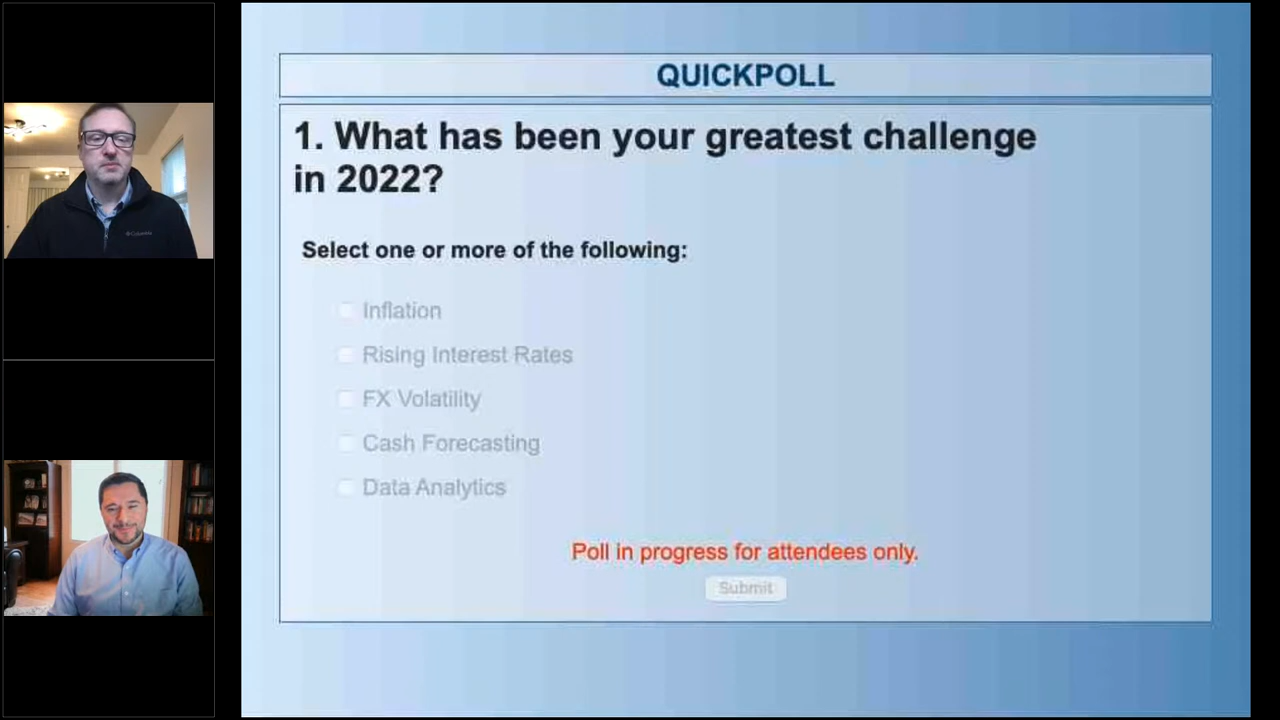 QUICKPOLL
1. What has been your greatest challenge
in 2022?
Select one or more of the following:
Inflation
Rising Interest Rates
FX Volatility
Cash Forecasting
Data Analytics
Poll in progress for attendees only.
Submit
Columbia